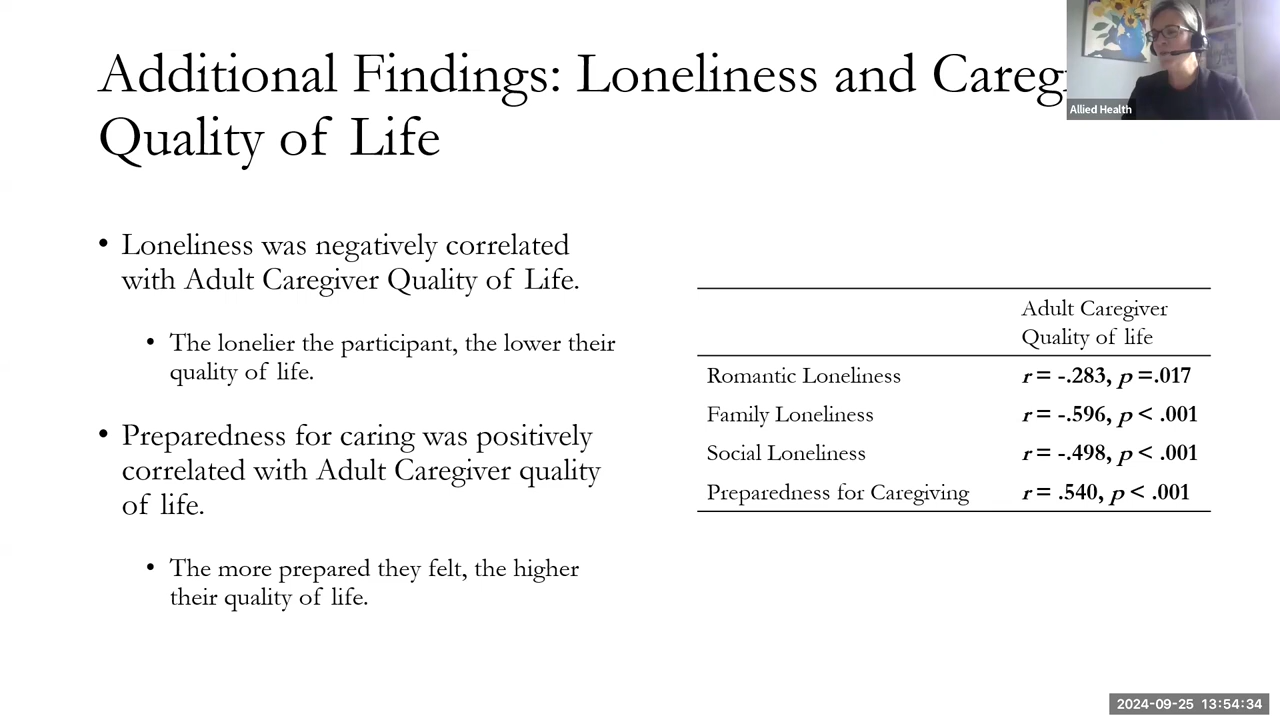 Additional Findings: Loneliness and
Quality of Life
Allied Health
• Loneliness was negatively correlated
with Adult Caregiver Quality of Life.
• The lonelier the participant, the lower their
quality of life.
• Preparedness for caring was positively
correlated with Adult Caregiver quality
of life.
• The more prepared they felt, the higher
their quality of life.
Adult Caregiver
Quality of life
Romantic Loneliness r = -.283, p =.017
Family Loneliness r = -.596, p < .001
Social Loneliness r = -.498, p < .001
Preparedness for Caregiving r = .540, p < .001
2024-09-25 13:54:34